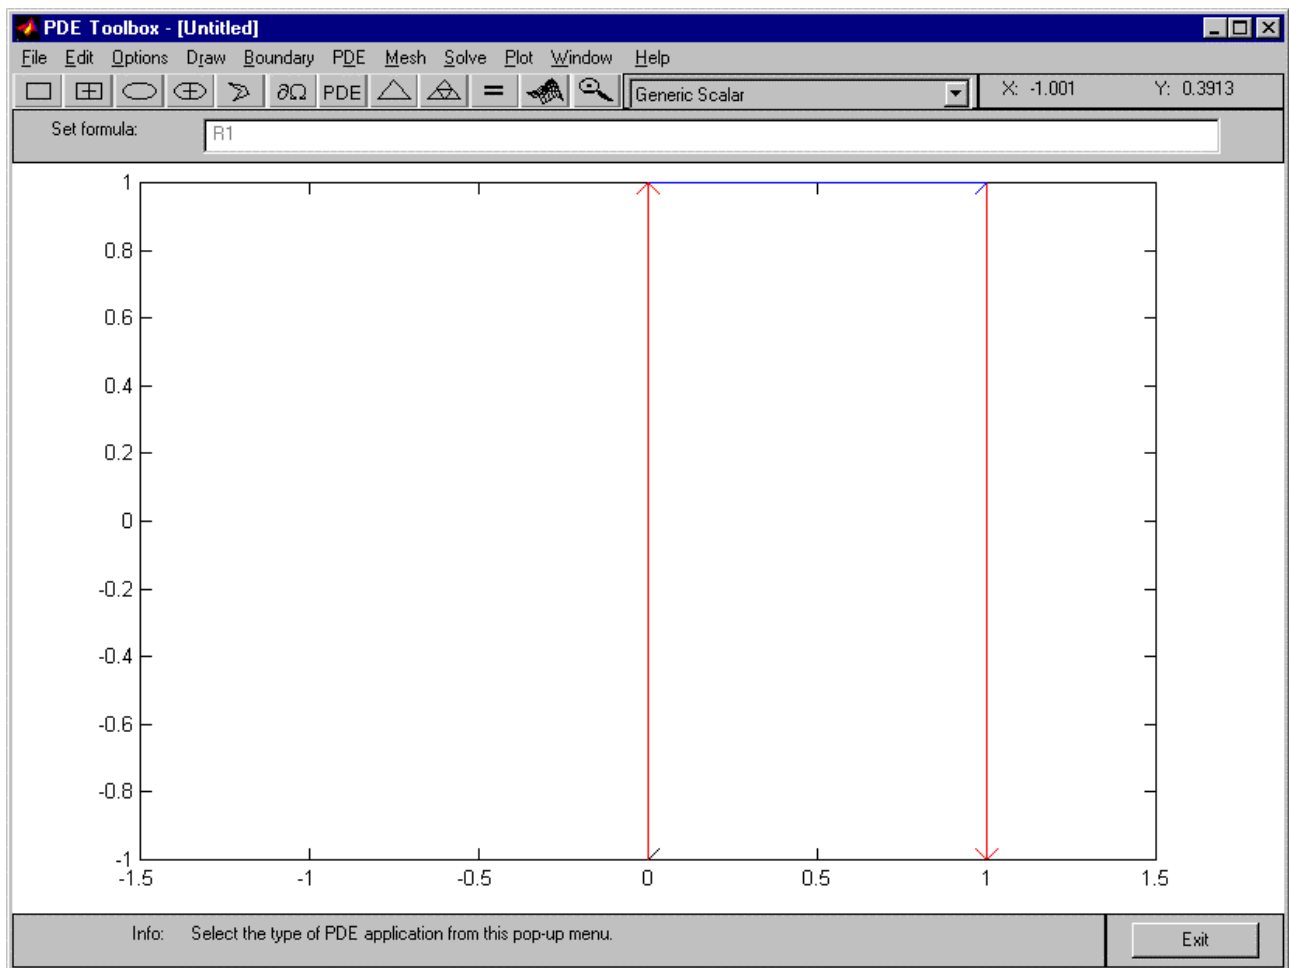 PDE Toolbox - [Untitled]
File Edit Options Draw Boundary PDE Mesh Solve Plot Window Help
∂Ω PDE = Generic Scalar X: -1.001 Y: 0.3913
Set formula: R1
1
0.8
0.6
0.4
0.2
0
-0.2
-0.4
-0.6
-0.8
-1
-1.5 -1 -0.5 0 0.5 1 1.5
Info: Select the type of PDE application from this pop-up menu.
Exit